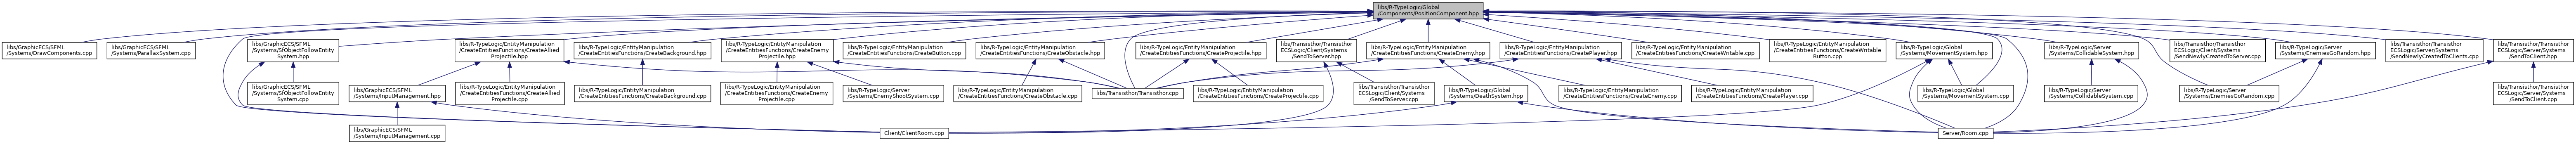 libs/R-TypeLogic/Global
/Components/PositionComponent.hpp
libs/GraphicECS/SFML
/Systems/DrawComponents.cpp
libs/GraphicECS/SFML
/Systems/ParallaxSystem.cpp
libs/GraphicECS/SFML
/Systems/SFObjectFollowEntity
System.hpp
libs/R-TypeLogic/EntityManipulation
/CreateEntitiesFunctions/CreateAllied
Projectile.hpp
libs/R-TypeLogic/EntityManipulation
/CreateEntitiesFunctions/CreateBackground.hpp
libs/R-TypeLogic/EntityManipulation
/CreateEntitiesFunctions/CreateEnemy
Projectile.hpp
libs/R-TypeLogic/EntityManipulation
/CreateEntitiesFunctions/CreateButton.cpp
libs/R-TypeLogic/EntityManipulation
/CreateEntitiesFunctions/CreateObstacle.hpp
libs/R-TypeLogic/EntityManipulation
/CreateEntitiesFunctions/CreateProjectile.hpp
libs/Transisthor/Transisthor
ECSLogic/Client/Systems
/SendToServer.hpp
libs/R-TypeLogic/EntityManipulation
/CreateEntitiesFunctions/CreateEnemy.hpp
libs/R-TypeLogic/EntityManipulation
/CreateEntitiesFunctions/CreatePlayer.hpp
libs/R-TypeLogic/EntityManipulation
/CreateEntitiesFunctions/CreateWritable.cpp
libs/R-TypeLogic/EntityManipulation
/CreateEntitiesFunctions/CreateWritable
Button.cpp
libs/R-TypeLogic/Global
/Systems/MovementSystem.hpp
libs/R-TypeLogic/Server
/Systems/CollidableSystem.hpp
libs/Transisthor/Transisthor
ECSLogic/Client/Systems
/SendNewlyCreatedToServer.cpp
libs/R-TypeLogic/Server
/Systems/EnemiesGoRandom.hpp
libs/Transisthor/Transisthor
ECSLogic/Server/Systems
/SendNewlyCreatedToClients.cpp
libs/Transisthor/Transisthor
ECSLogic/Server/Systems
/SendToClient.hpp
libs/GraphicECS/SFML
/Systems/SFObjectFollowEntity
System.cpp
libs/GraphicECS/SFML
/Systems/InputManagement.hpp
libs/R-TypeLogic/EntityManipulation
/CreateEntitiesFunctions/CreateAllied
Projectile.cpp
libs/R-TypeLogic/EntityManipulation
/CreateEntitiesFunctions/CreateBackground.cpp
libs/R-TypeLogic/EntityManipulation
/CreateEntitiesFunctions/CreateEnemy
Projectile.cpp
libs/R-TypeLogic/Server
/Systems/EnemyShootSystem.cpp
libs/R-TypeLogic/EntityManipulation
/CreateEntitiesFunctions/CreateObstacle.cpp
libs/Transisthor/Transisthor.cpp
libs/R-TypeLogic/EntityManipulation
/CreateEntitiesFunctions/CreateProjectile.cpp
libs/Transisthor/Transisthor
ECSLogic/Client/Systems
/SendToServer.cpp
libs/R-TypeLogic/Global
/Systems/DeathSystem.hpp
libs/R-TypeLogic/EntityManipulation
/CreateEntitiesFunctions/CreateEnemy.cpp
libs/R-TypeLogic/EntityManipulation
/CreateEntitiesFunctions/CreatePlayer.cpp
libs/R-TypeLogic/Global
/Systems/MovementSystem.cpp
libs/R-TypeLogic/Server
/Systems/CollidableSystem.cpp
libs/R-TypeLogic/Server
/Systems/EnemiesGoRandom.cpp
libs/Transisthor/Transisthor
ECSLogic/Server/Systems
/SendToClient.cpp
libs/GraphicECS/SFML
/Systems/InputManagement.cpp
Client/ClientRoom.cpp
Server/Room.cpp